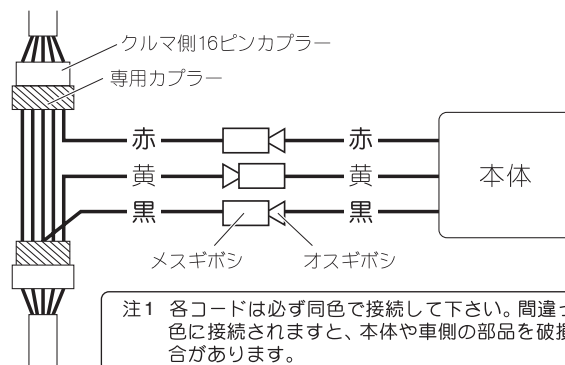 クルマ側16ピンカプラー
専用カプラー
赤 赤
黄 黄
黒 黒
本体
メスギボシ オスギボシ
注1 各コードは必ず同色で接続して下さい。間違っ
色に接続されますと、本体や車側の部品を破損
合があります。